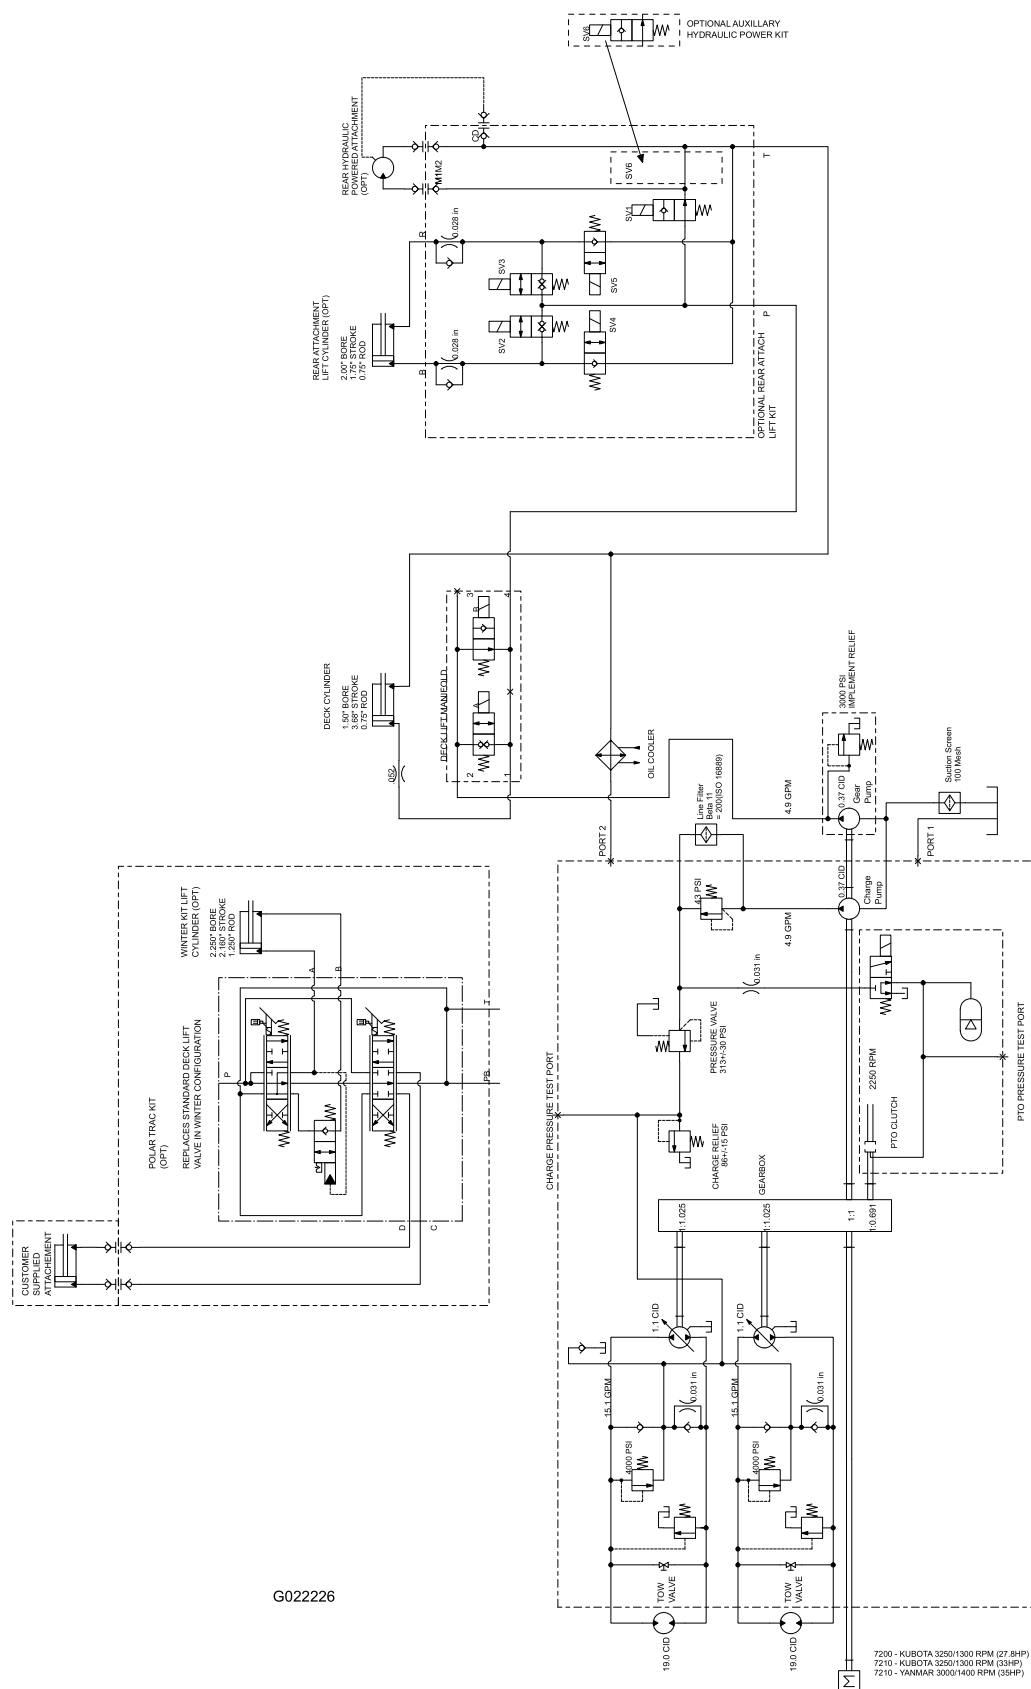 SV6
OPTIONAL AUXILLARY
HYDRAULIC POWER KIT
REAR HYDRAULIC
POWERED ATTACHMENT
(OPT)
CD
M1M2
SV6
T
SV1
R
0.028 in
SV3
SV5
REAR ATTACHMENT
LIFT CYLINDER (OPT)
2.00" BORE
1.75" STROKE
0.75" ROD
SV2
SV4
P
B
0.028 in
OPTIONAL REAR ATTACH
LIFT KIT
DECK CYLINDER
1.50" BORE
3.68" STROKE
0.75" ROD
.052
DECK LIFT MANIFOLD
3
4
B
A
2
1
OIL COOLER
3000 PSI
IMPLEMENT RELIEF
0.37 CID
Gear
Pump
4.9 GPM
Suction Screen
100 Mesh
Line Filter
Beta 11
= 200(ISO 16889)
PORT 2
PORT 1
43 PSI
0.37 CID
Charge
Pump
4.9 GPM
WINTER KIT LIFT
CYLINDER (OPT)
2.250" BORE
2.160" STROKE
1.250" ROD
A
B
POLAR TRAC KIT
(OPT)
REPLACES STANDARD DECK LIFT
VALVE IN WINTER CONFIGURATION
P
T
PB
D
C
CUSTOMER
SUPPLIED
ATTACHEMENT
0.031 in
PRESSURE VALVE
313+/-30 PSI
CHARGE PRESSURE TEST PORT
CHARGE RELIEF
86+/-15 PSI
2250 RPM
PTO CLUTCH
PTO PRESSURE TEST PORT
GEARBOX
1:1.025
1:1.025
1:1
1:0.691
1.1 CID
1.1 CID
15.1 GPM
0.031 in
15.1 GPM
0.031 in
4000 PSI
4000 PSI
TOW
VALVE
TOW
VALVE
19.0 CID
19.0 CID
M
G022226
7200 - KUBOTA 3250/1300 RPM (27.8HP)
7210 - KUBOTA 3250/1300 RPM (33HP)
7210 - YANMAR 3000/1400 RPM (35HP)